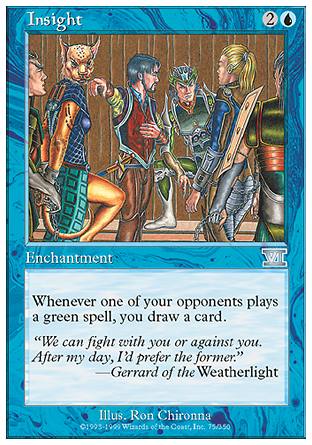 Insight 2
Enchantment VI
Whenever one of your opponents plays
a green spell, you draw a card.
“We can fight with you or against you.
After my day, I’d prefer the former.”
—Gerrard of the Weatherlight
Illus. Ron Chironna
©1993-1999 Wizards of the Coast, Inc. 75/350